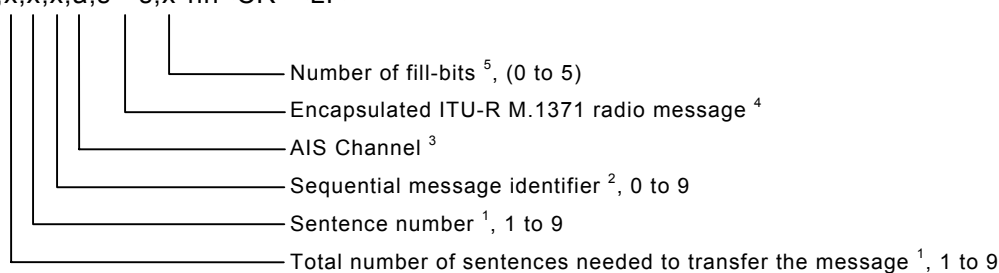 Number of fill-bits ⁵, (0 to 5)
Encapsulated ITU-R M.1371 radio message ⁴
AIS Channel ³
Sequential message identifier ², 0 to 9
Sentence number ¹, 1 to 9
Total number of sentences needed to transfer the message ¹, 1 to 9